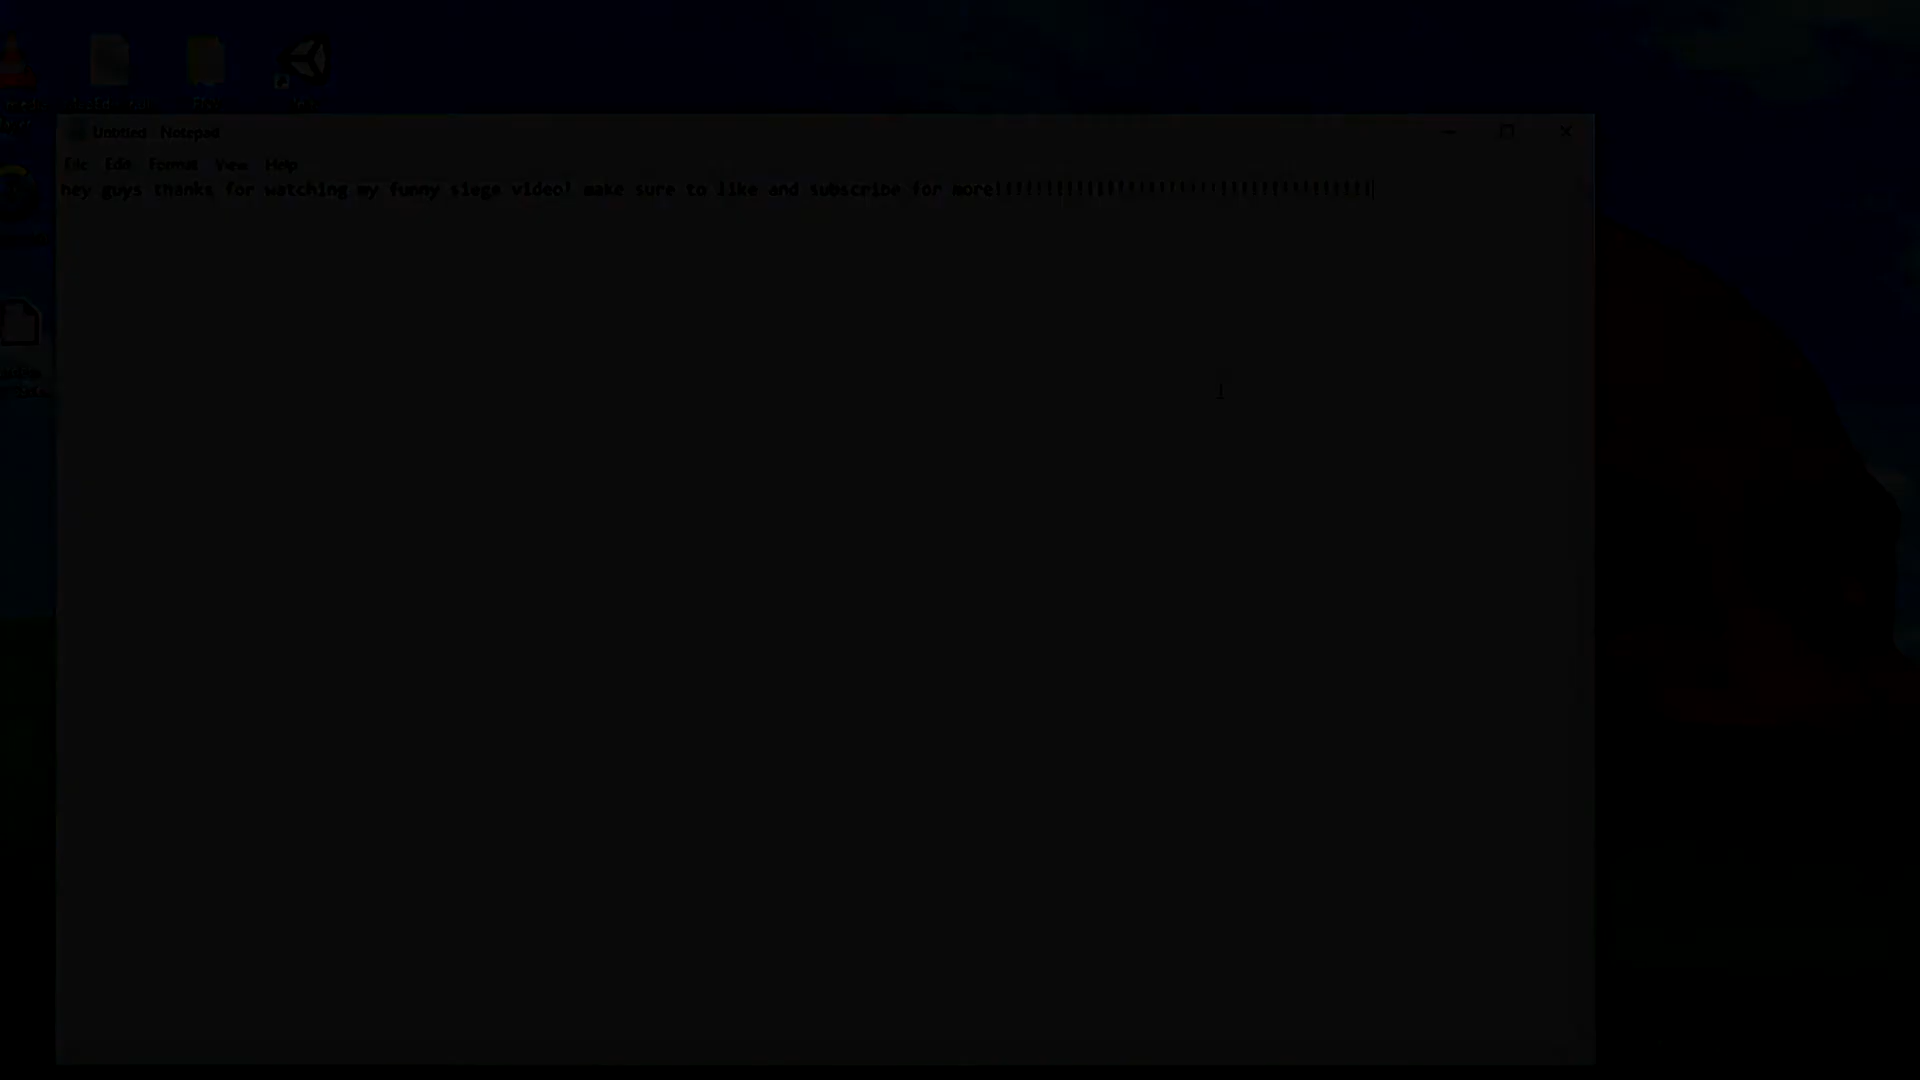 Untitled - Notepad
File Edit Format View Help
hey guys thanks for watching my funny siege video! make sure to like and subscribe for more!!!!!!!!!!!!!!!!!!!!!!!!!!!!!!!!!!!!!